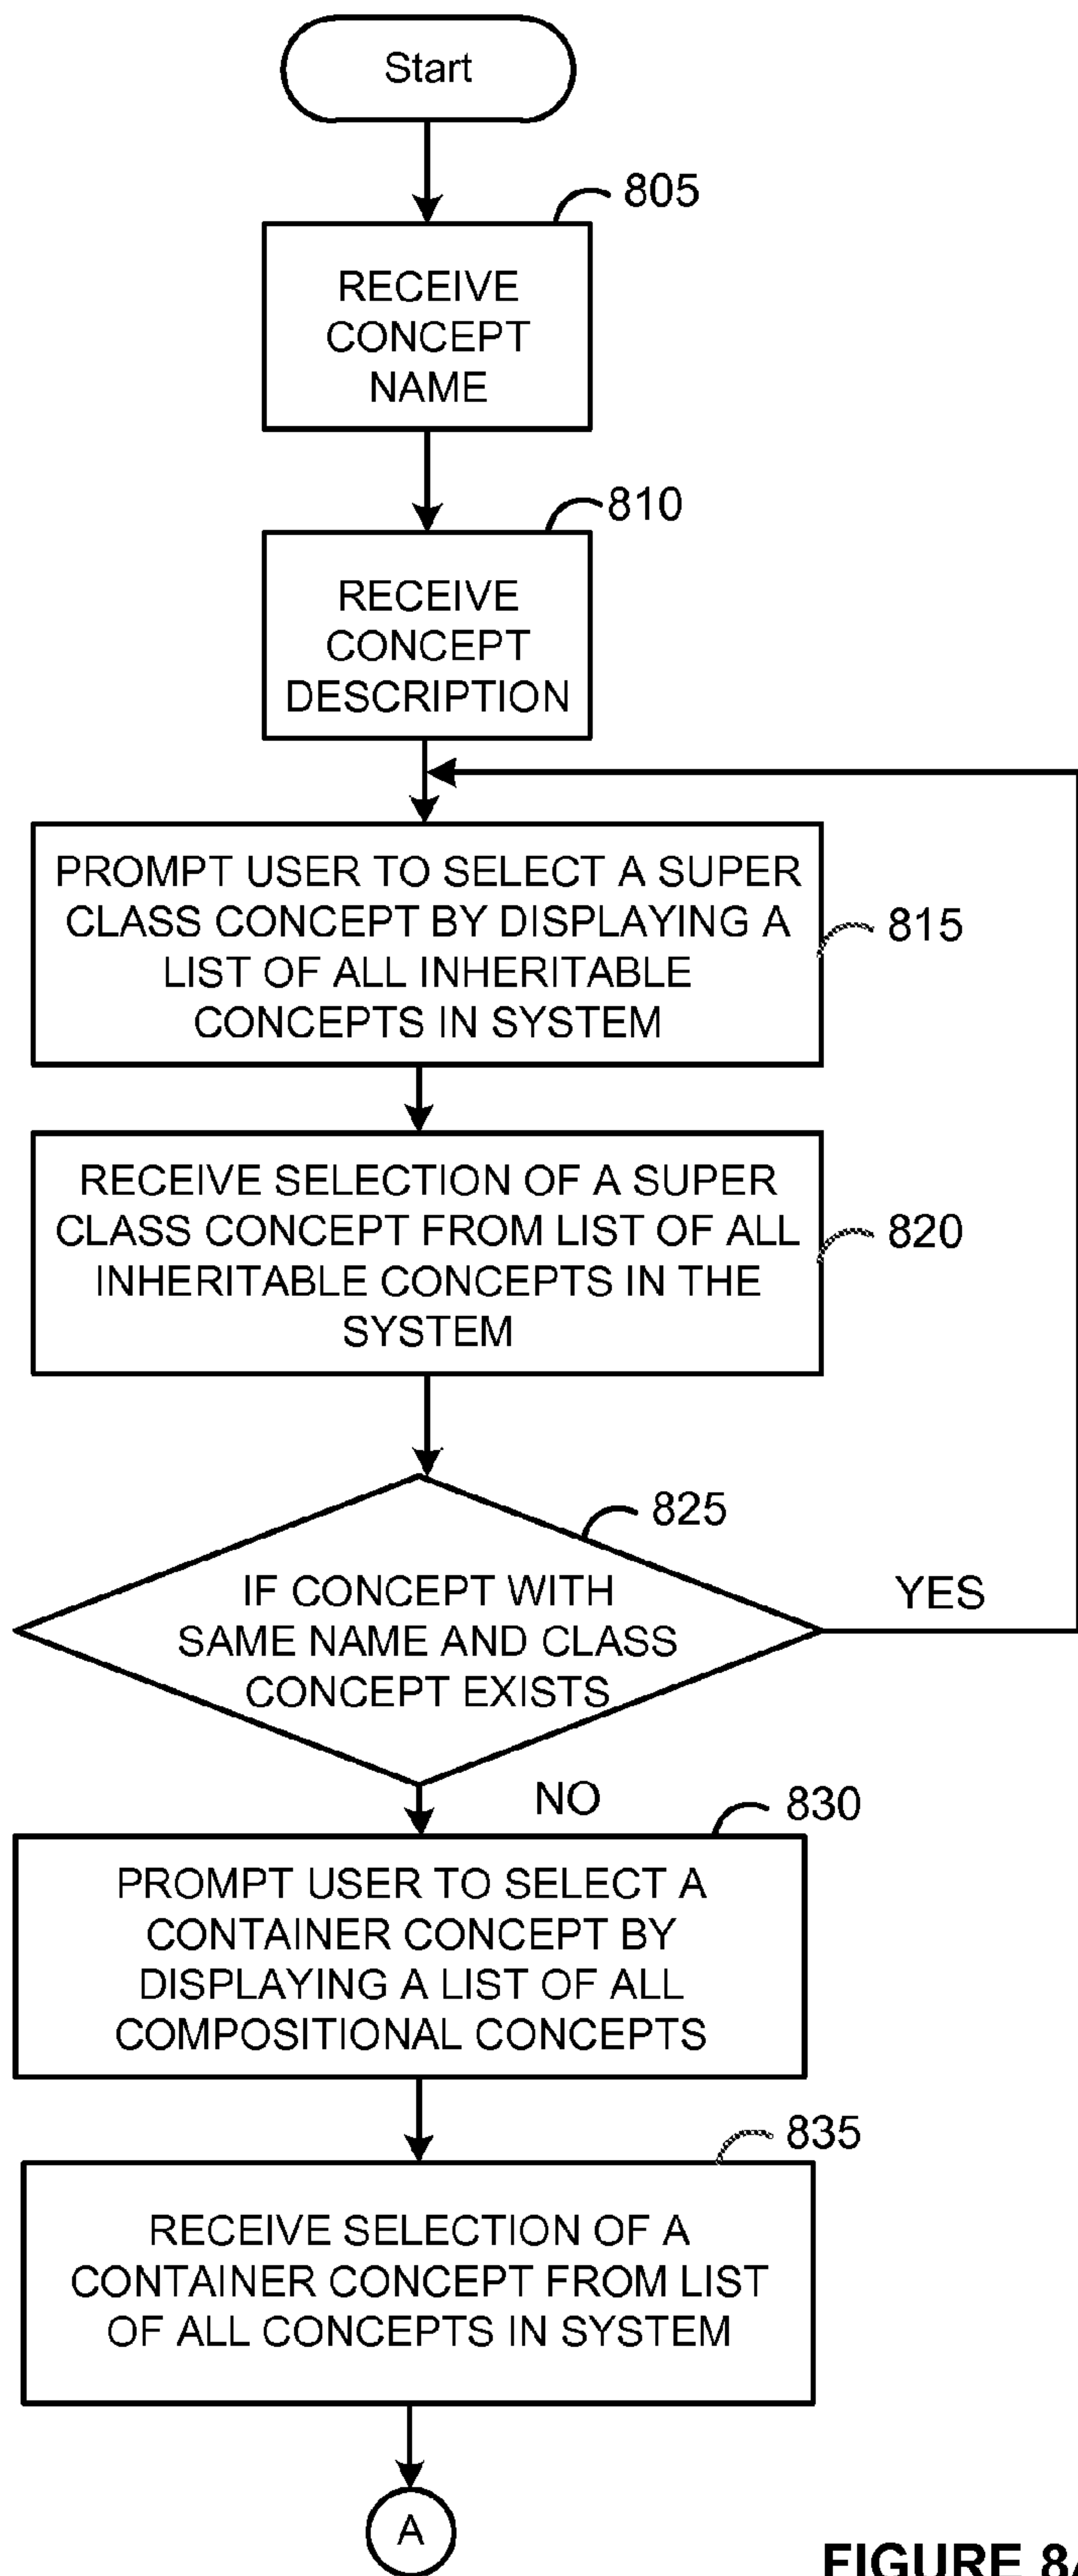 Start
805
RECEIVE
CONCEPT
NAME
810
RECEIVE
CONCEPT
DESCRIPTION
PROMPT USER TO SELECT A SUPER
CLASS CONCEPT BY DISPLAYING A
LIST OF ALL INHERITABLE
CONCEPTS IN SYSTEM
815
RECEIVE SELECTION OF A SUPER
CLASS CONCEPT FROM LIST OF ALL
INHERITABLE CONCEPTS IN THE
SYSTEM
820
825
IF CONCEPT WITH
SAME NAME AND CLASS
CONCEPT EXISTS
YES
NO
830
PROMPT USER TO SELECT A
CONTAINER CONCEPT BY
DISPLAYING A LIST OF ALL
COMPOSITIONAL CONCEPTS
835
RECEIVE SELECTION OF A
CONTAINER CONCEPT FROM LIST
OF ALL CONCEPTS IN SYSTEM
A
FIGURE 8A